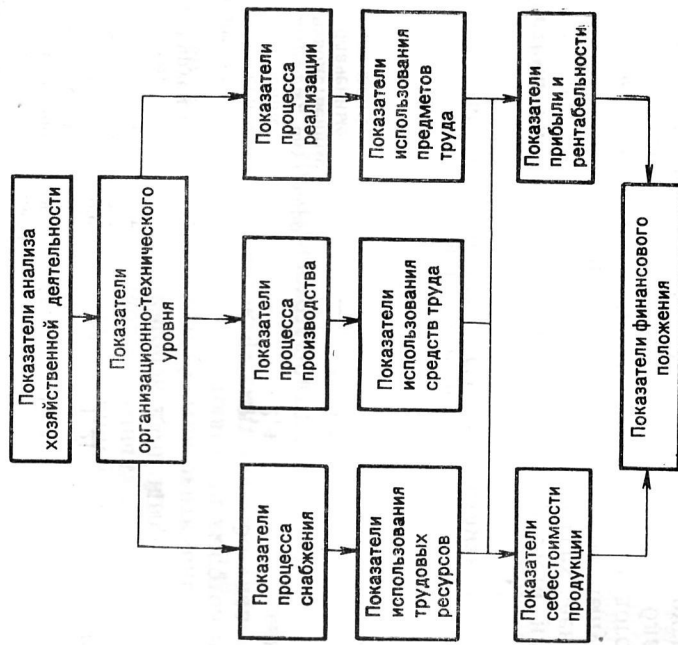 Показатели анализа
хозяйственной деятельности
Показатели
организационно-технического
уровня
Показатели
процесса
снабжения
Показатели
процесса
производства
Показатели
процесса
реализации
Показатели
использования
трудовых
ресурсов
Показатели
использования
средств труда
Показатели
использования
предметов
труда
Показатели
себестоимости
продукции
Показатели
прибыли и
рентабельности
Показатели финансового
положения